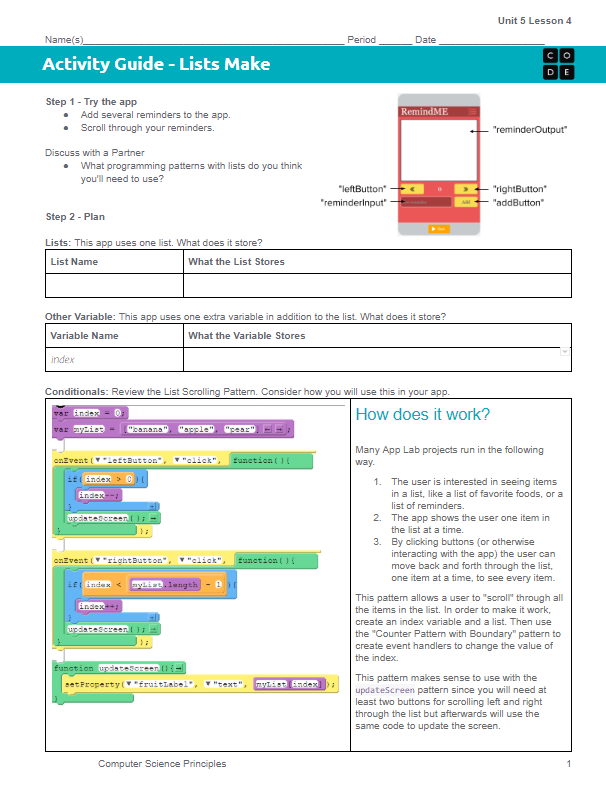 Unit 5 Lesson 4
Name(s)________________________________________________ Period ______ Date ___________________
Activity Guide - Lists Make
C O
D E
Step 1 - Try the app
● Add several reminders to the app.
● Scroll through your reminders.
Discuss with a Partner
● What programming patterns with lists do you think
you'll need to use?
RemindME
"reminderOutput"
"leftButton"
"rightButton"
"reminderInput"
Add
"addButton"
Step 2 - Plan
Lists: This app uses one list. What does it store?
List Name
What the List Stores
Other Variable: This app uses one extra variable in addition to the list. What does it store?
Variable Name
What the Variable Stores
index
Conditionals: Review the List Scrolling Pattern. Consider how you will use this in your app.
var index = 0;
var myList = ["banana", "apple", "pear"];
onEvent(▼"leftButton", ▼"click", function(){
if(index > 0){
index--;
}
updateScreen();
});
onEvent(▼"rightButton", ▼"click", function(){
if(index < myList.length - 1){
index++;
}
updateScreen();
});
function updateScreen(){
setProperty(▼"fruitLabel", ▼"text", myList[index]);
}
How does it work?
Many App Lab projects run in the following
way.
1. The user is interested in seeing items
in a list, like a list of favorite foods, or a
list of reminders.
2. The app shows the user one item in
the list at a time.
3. By clicking buttons (or otherwise
interacting with the app) the user can
move back and forth through the list,
one item at a time, to see every item.
This pattern allows a user to "scroll" through all
the items in the list. In order to make it work,
create an index variable and a list. Then use
the "Counter Pattern with Boundary" pattern to
create event handlers to change the value of
the index.
This pattern makes sense to use with the
updateScreen pattern since you will need at
least two buttons for scrolling left and right
through the list but afterwards will use the
same code to update the screen.
Computer Science Principles
1